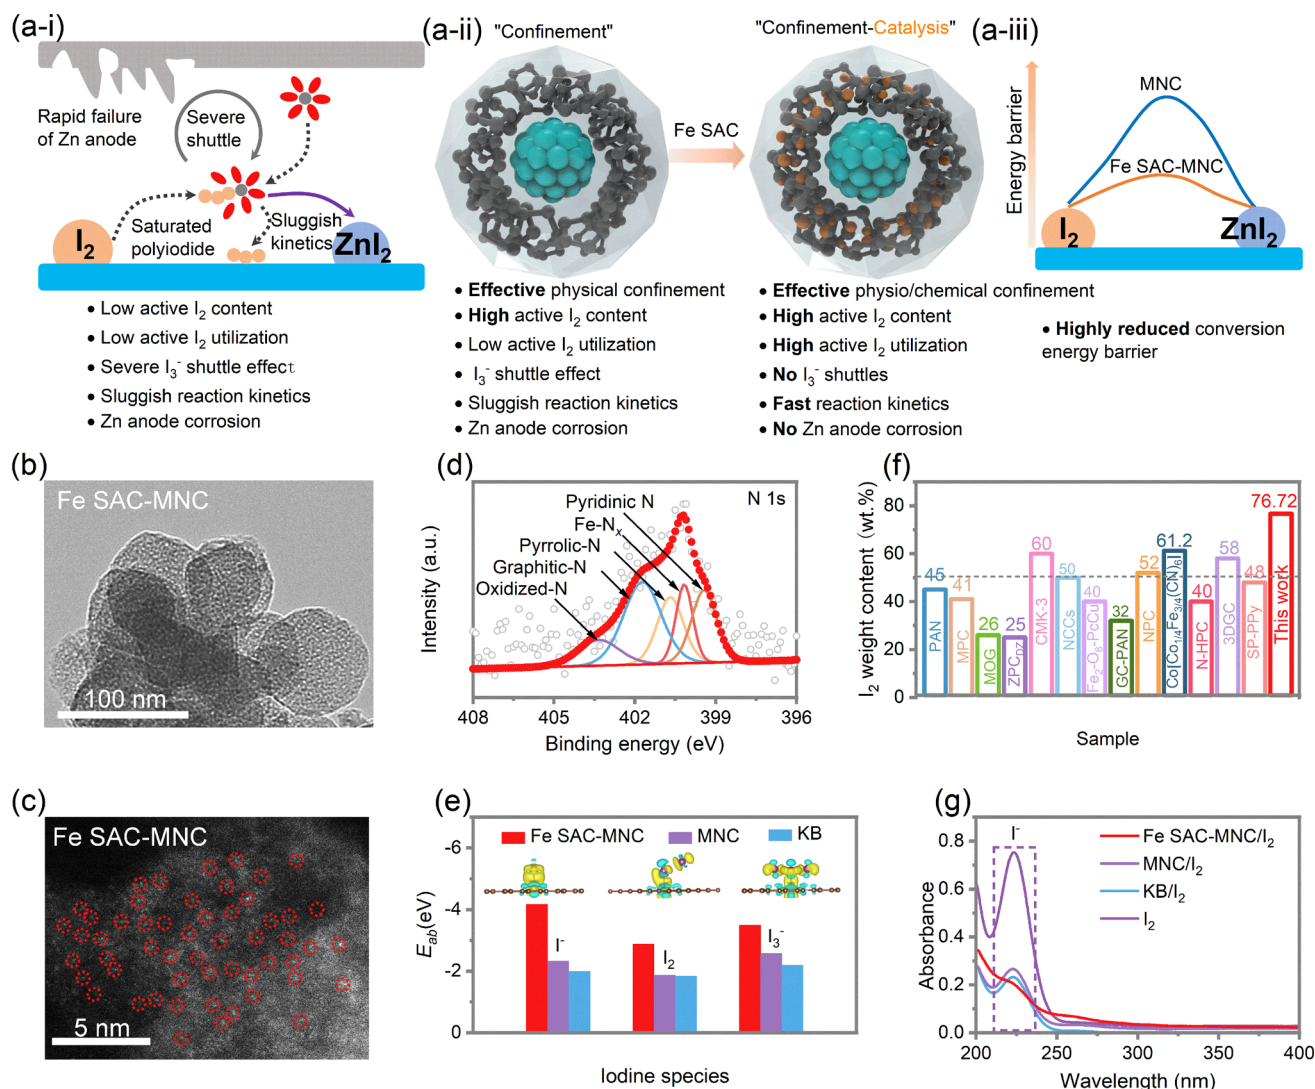 (a-i)
Rapid failure
of Zn anode
Severe
shuttle
Saturated
polyiodide
Sluggish
kinetics
I2
ZnI2
• Low active I2 content
• Low active I2 utilization
• Severe I3- shuttle effect
• Sluggish reaction kinetics
• Zn anode corrosion
(a-ii)
"Confinement"
Fe SAC
"Confinement-Catalysis"
• Effective physical confinement
• High active I2 content
• Low active I2 utilization
• I3- shuttle effect
• Sluggish reaction kinetics
• Zn anode corrosion
• Effective physio/chemical confinement
• High active I2 content
• High active I2 utilization
• No I3- shuttles
• Fast reaction kinetics
• No Zn anode corrosion
(a-iii)
Energy barrier
MNC
Fe SAC-MNC
I2
ZnI2
• Highly reduced conversion
energy barrier
(b)
Fe SAC-MNC
100 nm
(c)
Fe SAC-MNC
5 nm
(d)
N 1s
Pyridinic N
Fe-Nx
Pyrrolic-N
Graphitic-N
Oxidized-N
Intensity (a.u.)
408 405 402 399 396
Binding energy (eV)
(e)
Fe SAC-MNC MNC KB
-6
-4
-2
0
Eab(eV)
I-
I2
I3-
Iodine species
(f)
I2 weight content (wt.%)
80
60
40
20
0
45 41 26 25 60 50 40 32 52 61.2 40 58 48 76.72
PAN
MPC
MOG
ZPCDZ
CMK-3
NCCs
Fe2-O8-PcCu
GC-PAN
NPC
Co[Co1/4Fe3/4(CN)6]
N-HPC
3DGC
SP-PPy
This work
Sample
(g)
I-
Fe SAC-MNC/I2
MNC/I2
KB/I2
I2
Absorbance
0.8
0.6
0.4
0.2
0.0
200 250 300 350 400
Wavelength (nm)